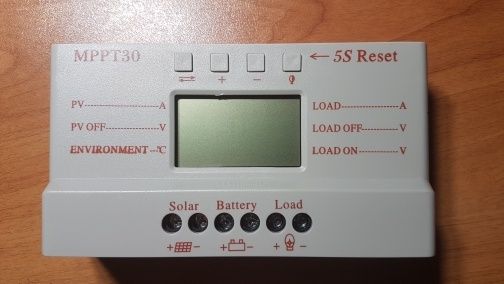 MPPT30
← 5S Reset
+ −
PV A
LOAD A
PV OFF V
LOAD OFF V
ENVIRONMENT °C
LOAD ON V
Solar Battery Load
+ − + − + −